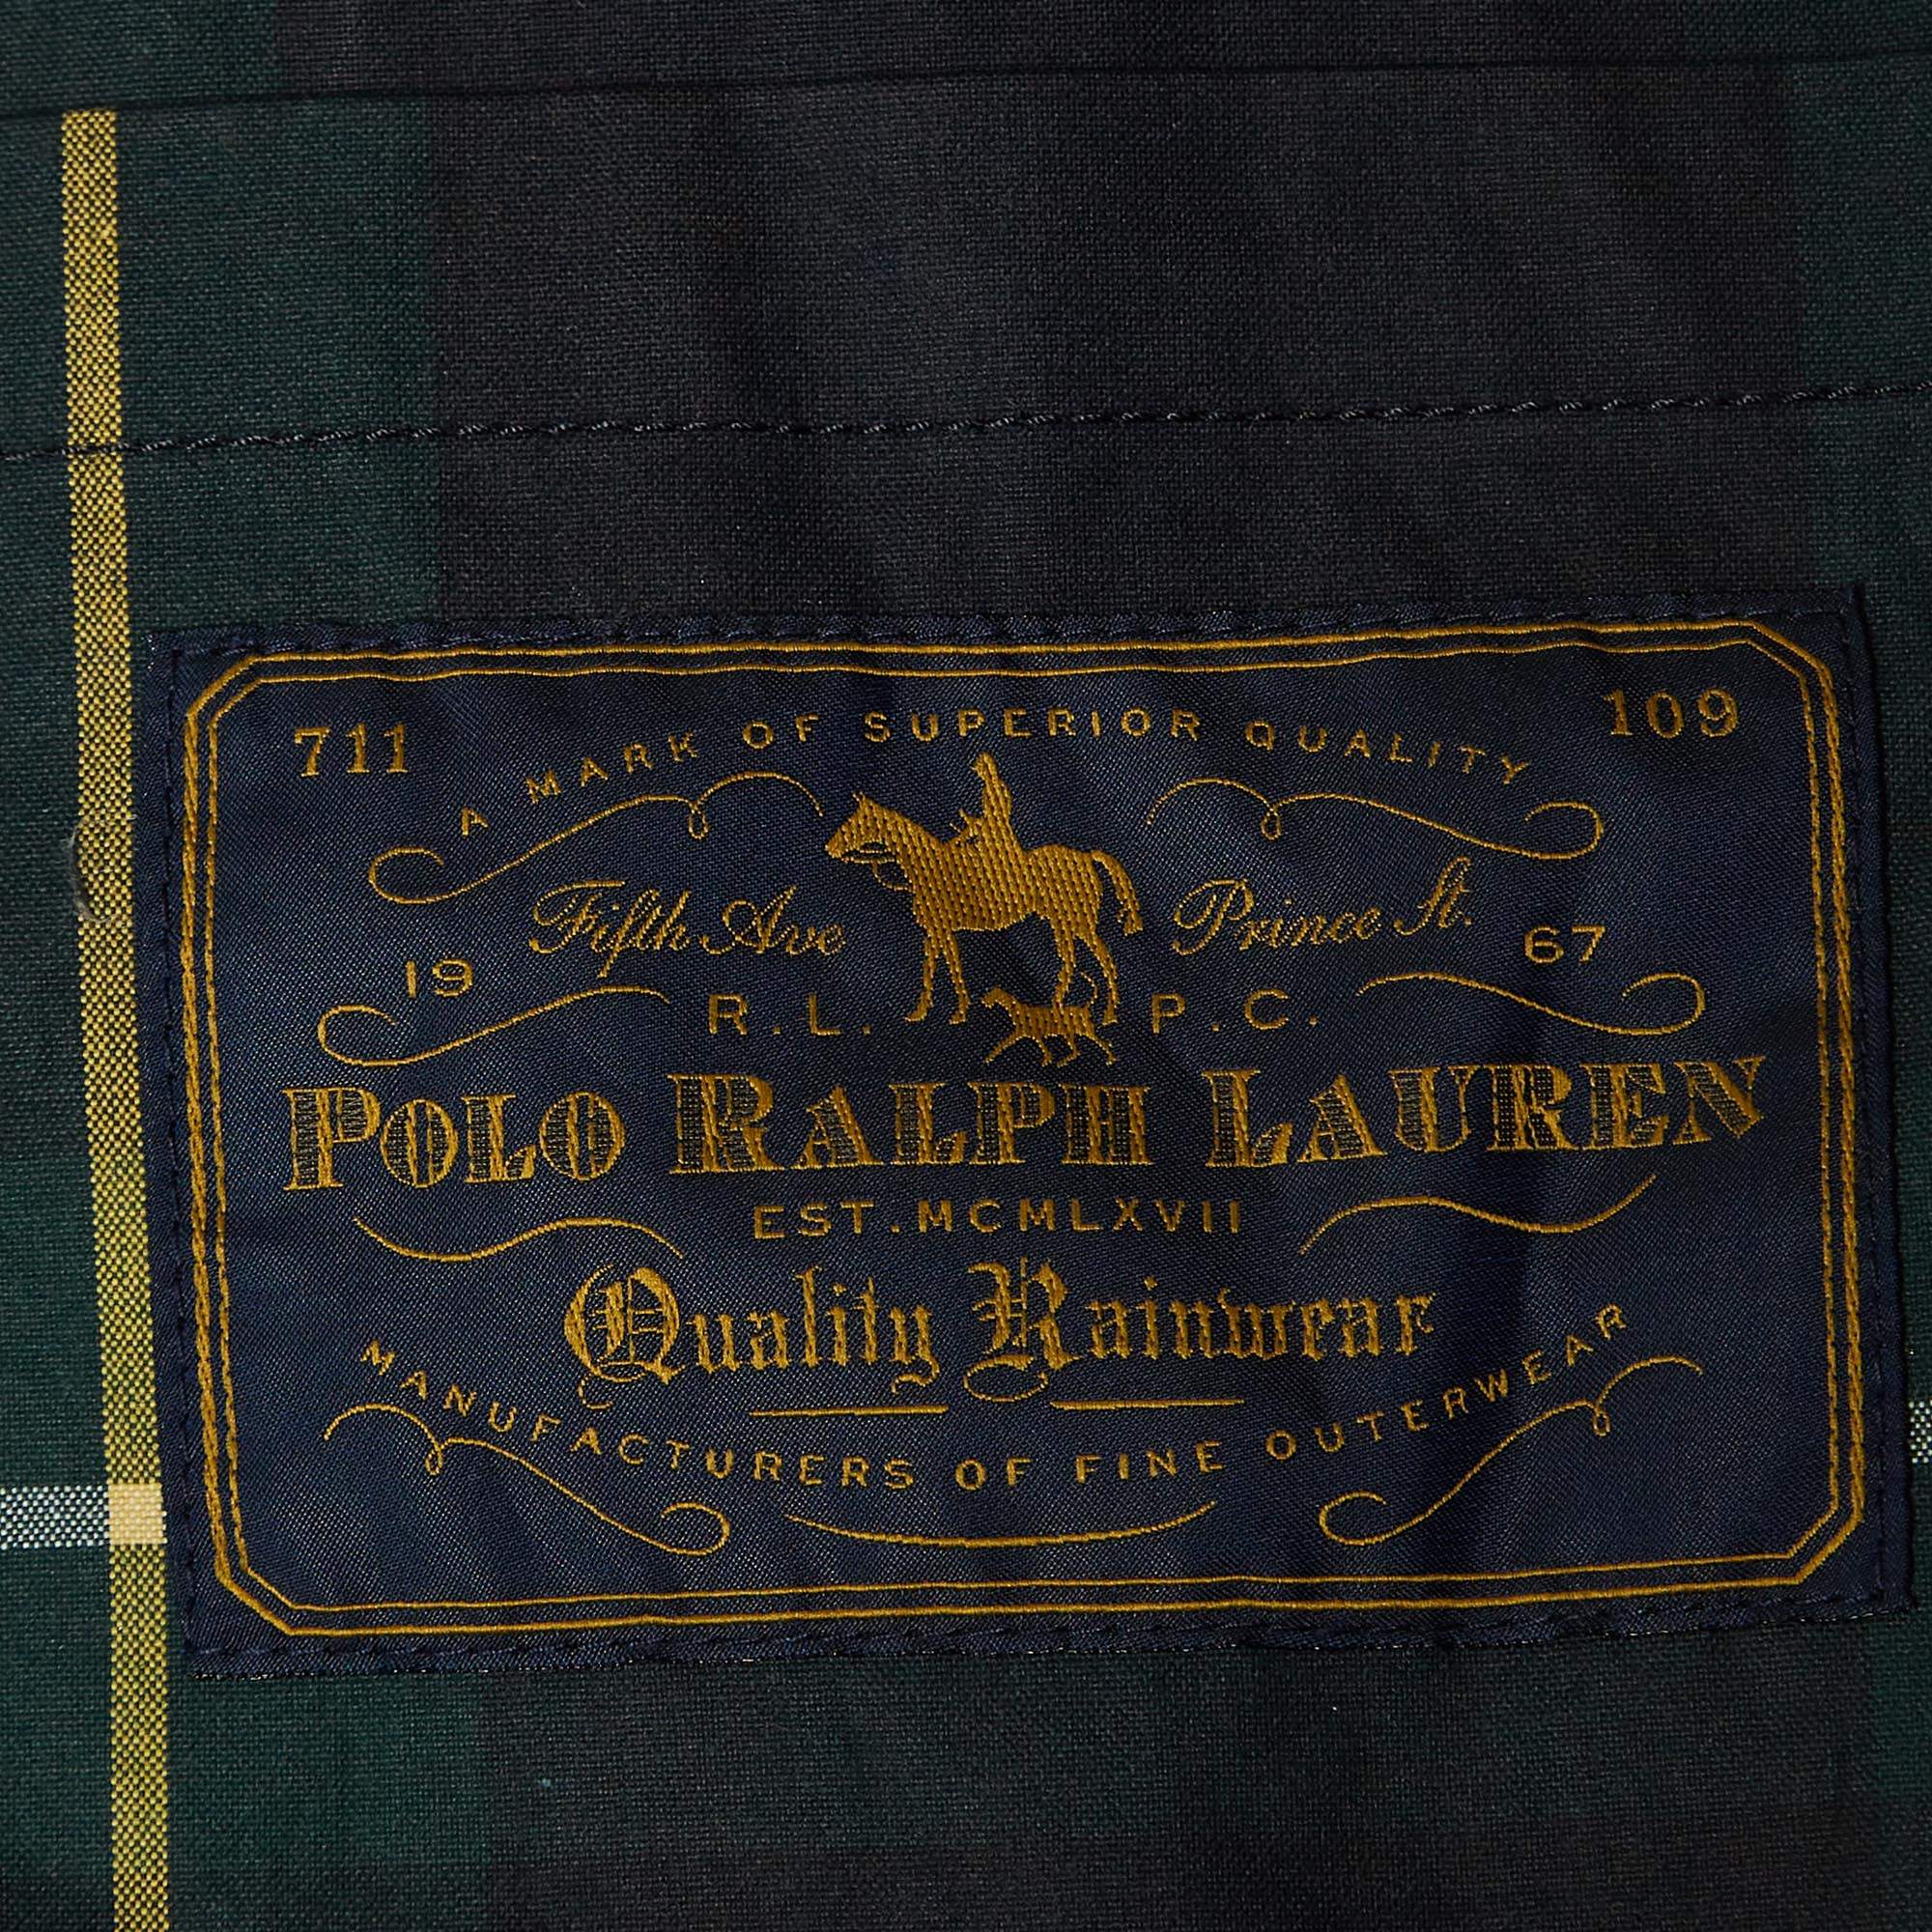 711
109
A MARK OF SUPERIOR QUALITY
Fifth Ave
Prince St.
19
67
R.L.
P.C.
POLO RALPH LAUREN
EST. MCMLXVII
Quality Rainwear
MANUFACTURERS OF FINE OUTERWEAR